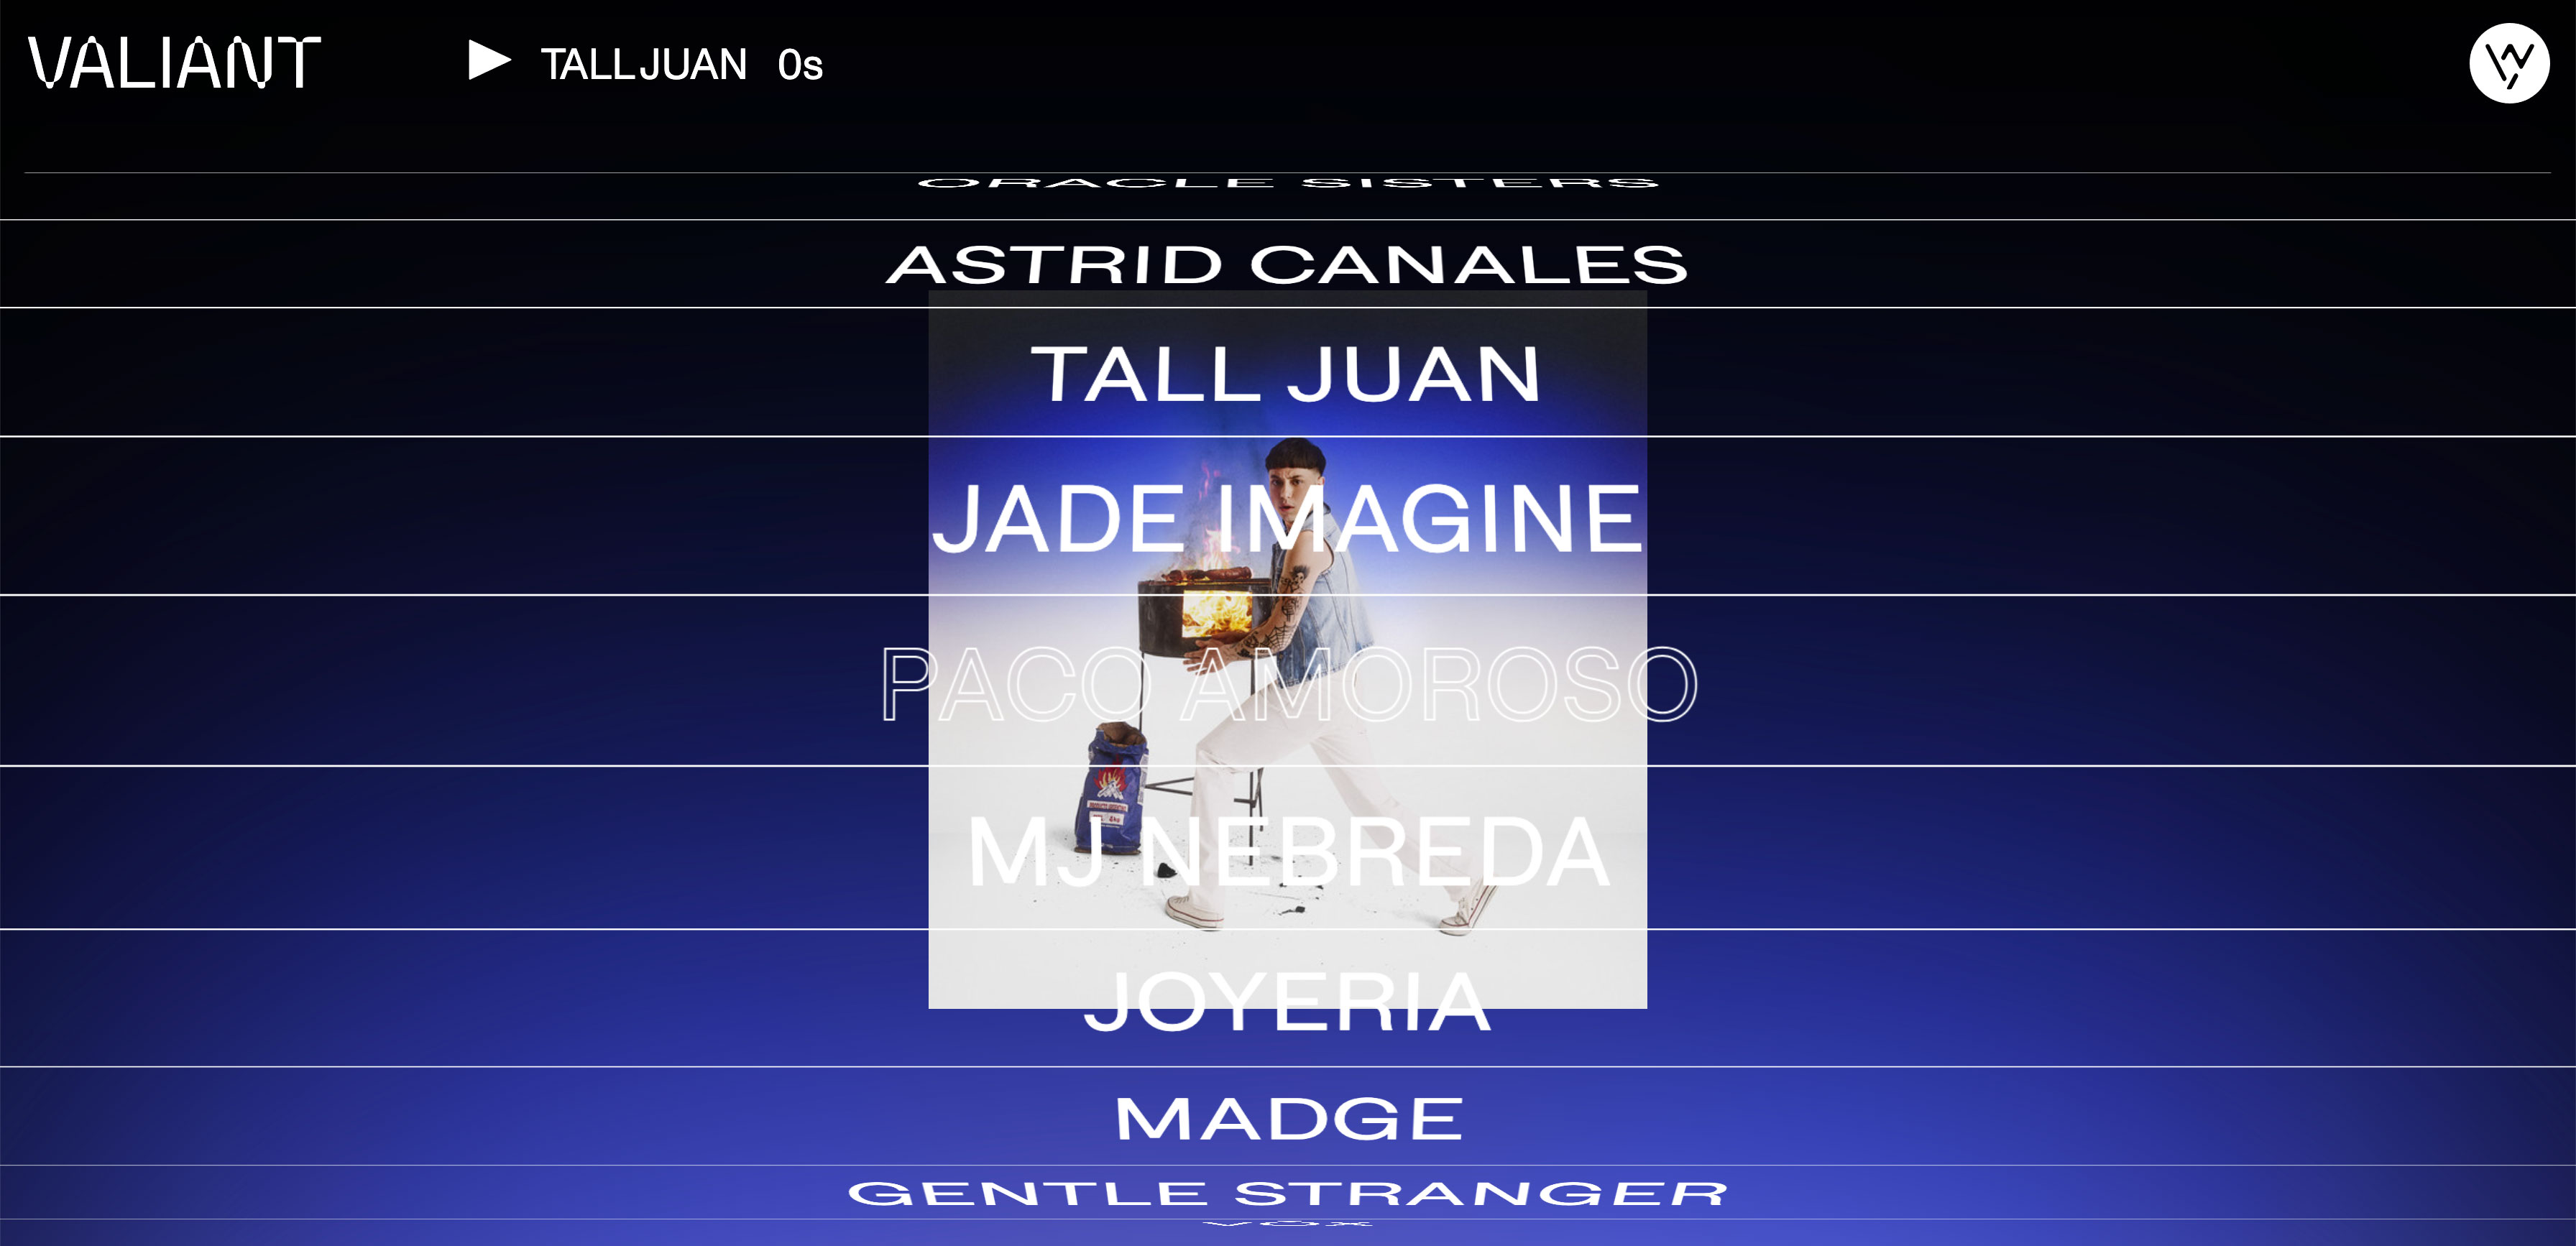 VALIANT
TALL JUAN 0s
ORACLE SISTERS
ASTRID CANALES
TALL JUAN
JADE IMAGINE
PACO AMOROSO
MJ NEBREDA
JOYERIA
MADGE
GENTLE STRANGER
VOX